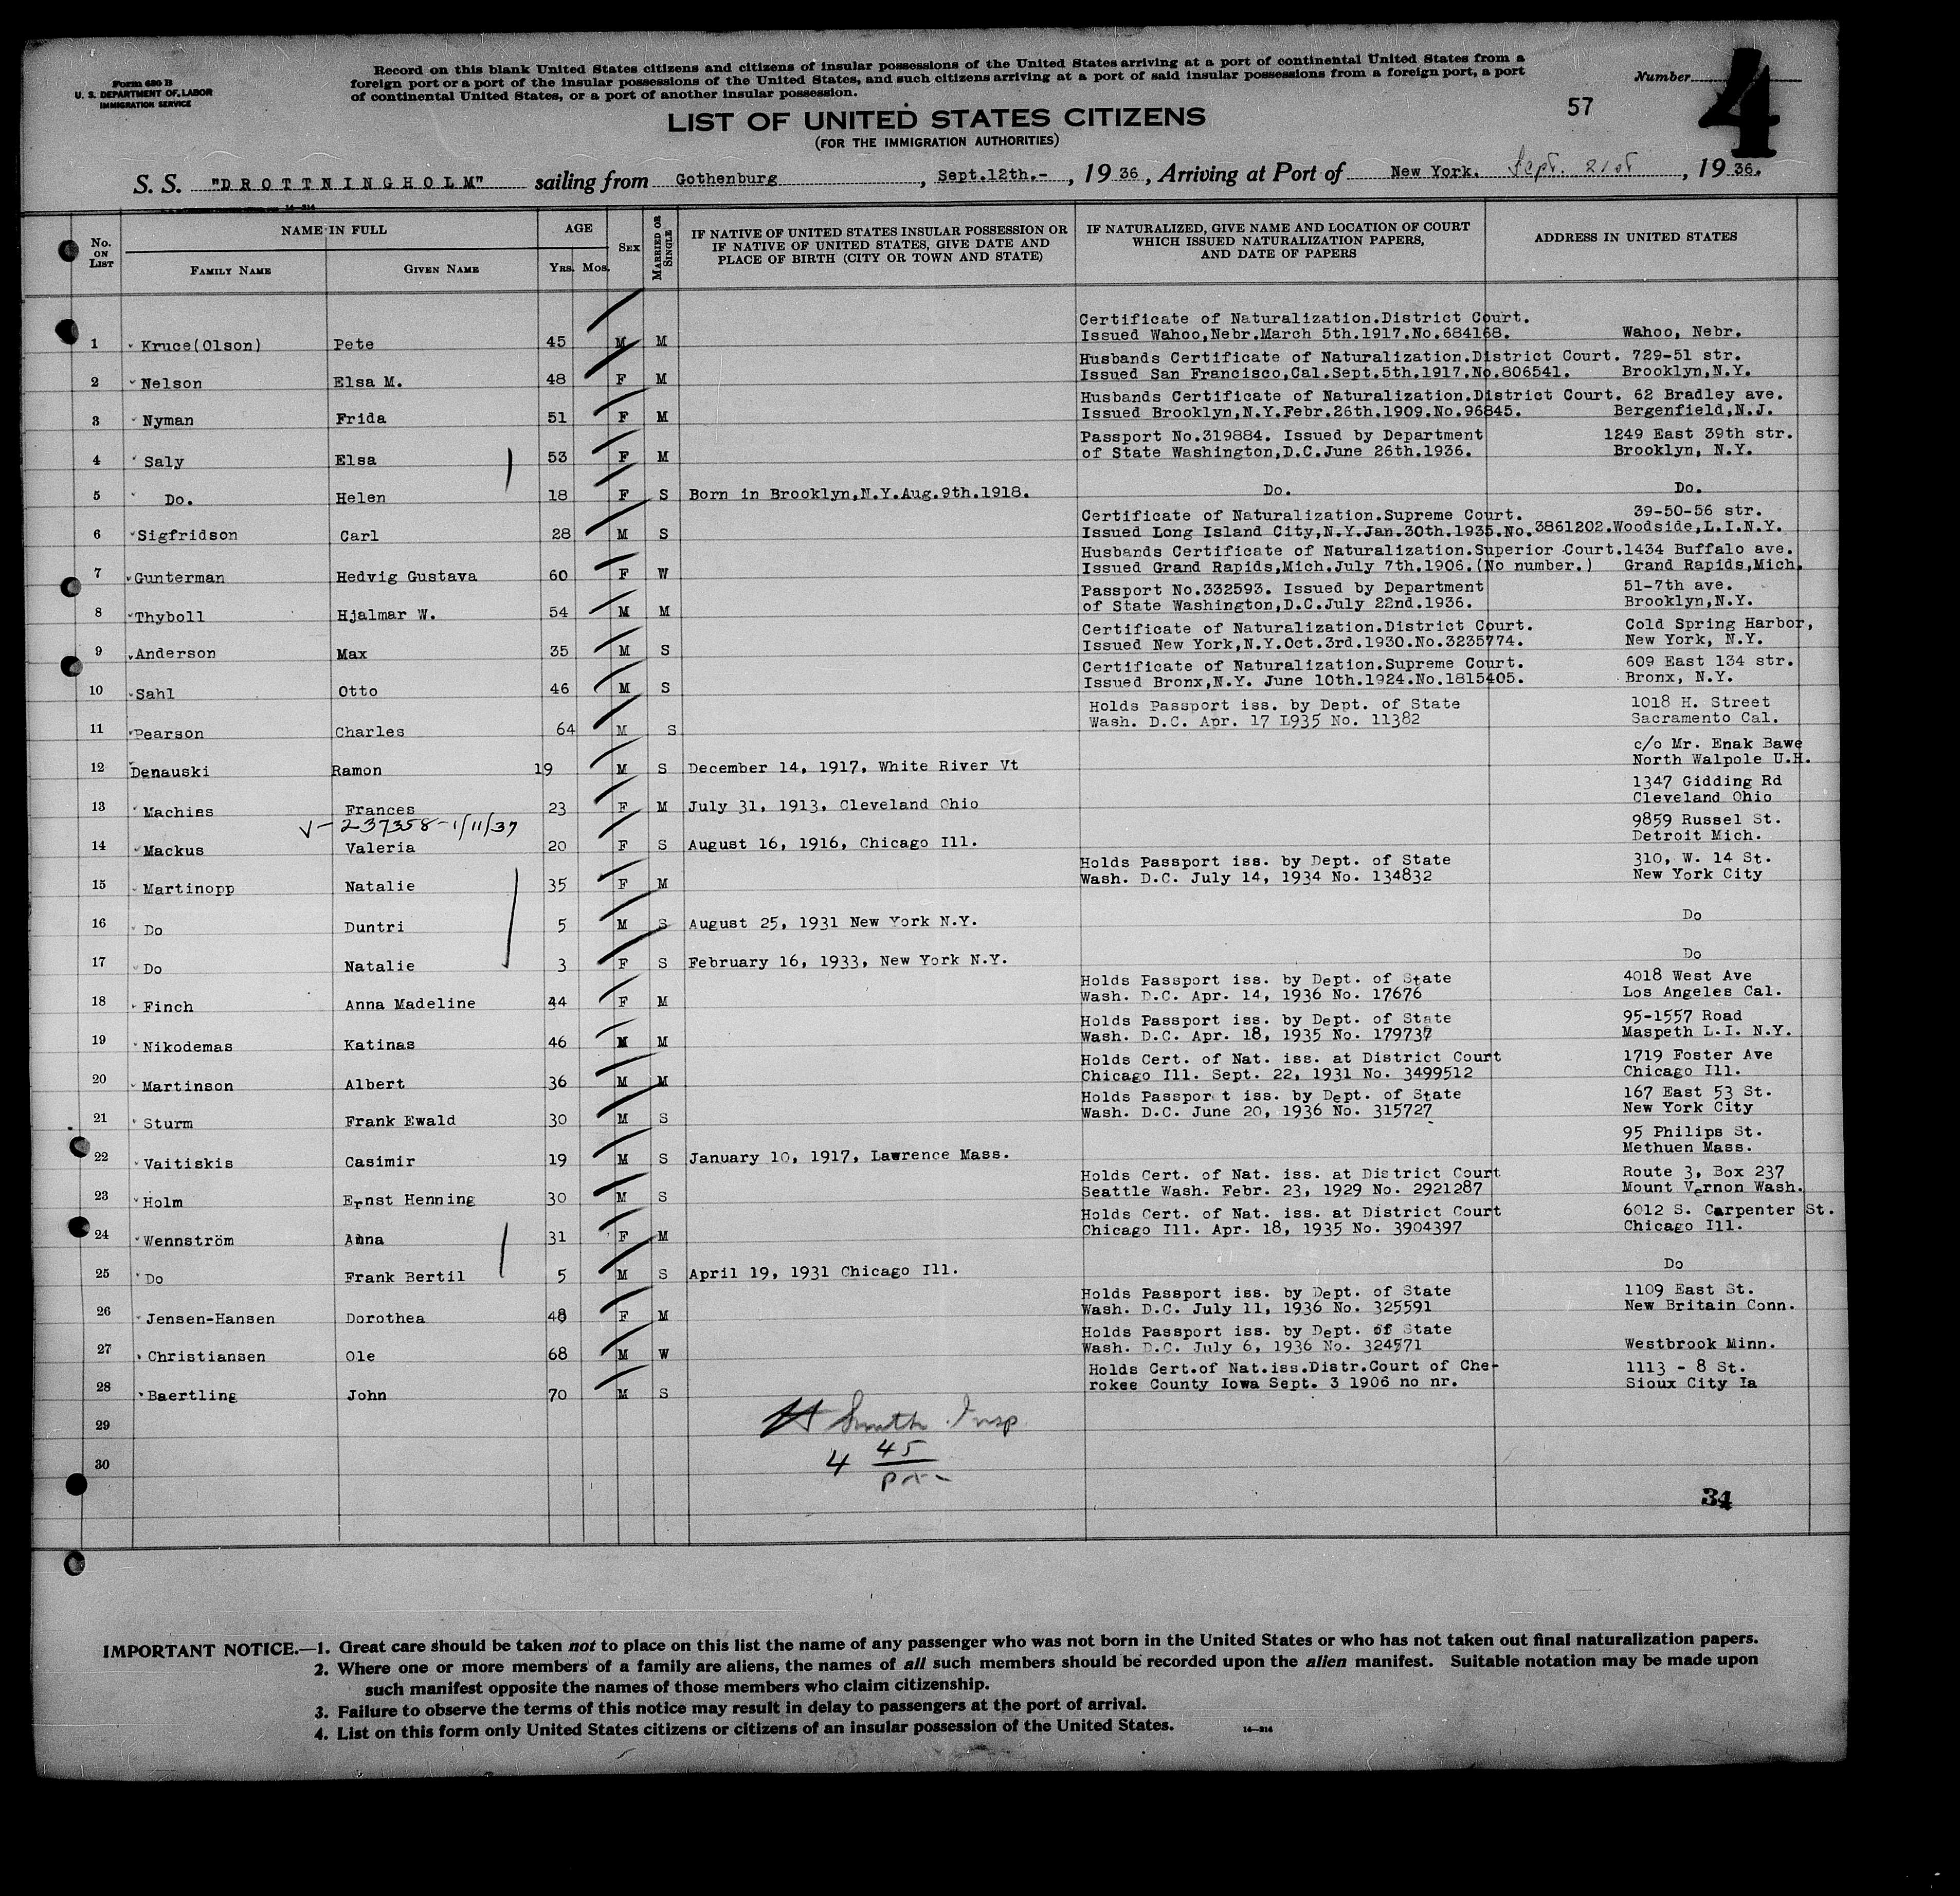 Form 630 B
U. S. DEPARTMENT OF LABOR
IMMIGRATION SERVICE
Record on this blank United States citizens and citizens of insular possessions of the United States arriving at a port of continental United States from a
foreign port or a port of the insular possessions of the United States, and such citizens arriving at a port of said insular possessions from a foreign port, a port
of continental United States, or a port of another insular possession.
Number 4
57
LIST OF UNITED STATES CITIZENS
(FOR THE IMMIGRATION AUTHORITIES)
S. S. "DROTTNINGHOLM" sailing from Gothenburg, Sept.12th.-, 19 36, Arriving at Port of New York. Sept. 21st, 19 36.
No. ON LIST NAME IN FULL FAMILY NAME GIVEN NAME AGE YRS. MOS. SEX MARRIED OR SINGLE
IF NATIVE OF UNITED STATES INSULAR POSSESSION OR IF NATIVE OF UNITED STATES, GIVE DATE AND PLACE OF BIRTH (CITY OR TOWN AND STATE)
IF NATURALIZED, GIVE NAME AND LOCATION OF COURT WHICH ISSUED NATURALIZATION PAPERS, AND DATE OF PAPERS
ADDRESS IN UNITED STATES
Certificate of Naturalization.District Court.
1 Kruce(Olson) Pete 45 M M Issued Wahoo,Nebr.March 5th.1917.No.684168. Wahoo, Nebr.
Husbands Certificate of Naturalization.District Court. 729-51 str.
2 Nelson Elsa M. 48 F M Issued San Francisco,Cal.Sept.5th.1917.No.806541. Brooklyn,N.Y.
Husbands Certificate of Naturalization.District Court. 62 Bradley ave.
3 Nyman Frida 51 F M Issued Brooklyn,N.Y.Febr.26th.1909.No.96845. Bergenfield,N.J.
Passport No.319884. Issued by Department 1249 East 39th str.
4 Saly Elsa 53 F M of State Washington,D.C.June 26th.1936. Brooklyn, N.Y.
5 Do. Helen 18 F S Born in Brooklyn,N.Y.Aug.9th.1918. Do. Do.
Certificate of Naturalization.Supreme Court. 39-50-56 str.
6 Sigfridson Carl 28 M S Issued Long Island City,N.Y.Jan.30th.1935.No.3861202.Woodside,L.I.N.Y.
Husbands Certificate of Naturalization.Superior Court.1434 Buffalo ave.
7 Gunterman Hedvig Gustava 60 F W Issued Grand Rapids,Mich.July 7th.1906.(No number.) Grand Rapids,Mich.
Passport No.332593. Issued by Department 51-7th ave.
8 Thyboll Hjalmar W. 54 M M of State Washington,D.C.July 22nd.1936. Brooklyn,N.Y.
Certificate of Naturalization.District Court. Cold Spring Harbor,
9 Anderson Max 35 M S Issued New York,N.Y.Oct.3rd.1930.No.3235774. New York, N.Y.
Certificate of Naturalization.Supreme Court. 609 East 134 str.
10 Sahl Otto 46 M S Issued Bronx,N.Y. June 10th.1924.No.1815405. Bronx, N.Y.
Holds Passport iss. by Dept. of State 1018 H. Street
11 Pearson Charles 64 M S Wash. D.C. Apr. 17 1935 No. 11382 Sacramento Cal.
c/o Mr. Enak Bawe
12 Denauski Ramon 19 M S December 14, 1917, White River Vt North Walpole U.H.
1347 Gidding Rd
13 Machies Frances 23 F M July 31, 1913, Cleveland Ohio Cleveland Ohio
V-237358-1/11/37 9859 Russel St.
14 Mackus Valeria 20 F S August 16, 1916, Chicago Ill. Detroit Mich.
Holds Passport iss. by Dept. of State 310, W. 14 St.
15 Martinopp Natalie 35 F M Wash. D.C. July 14, 1934 No. 134832 New York City
16 Do Duntri 5 M S August 25, 1931 New York N.Y. Do
17 Do Natalie 3 F S February 16, 1933, New York N.Y. Do
Holds Passport iss. by Dept. of State 4018 West Ave
18 Finch Anna Madeline 44 F M Wash. D.C. Apr. 14, 1936 No. 17676 Los Angeles Cal.
Holds Passport iss. by Dept. of State 95-1557 Road
19 Nikodemas Katinas 46 M M Wash. D.C. Apr. 18, 1935 No. 179737 Maspeth L.I. N.Y.
Holds Cert. of Nat. iss. at District Court 1719 Foster Ave
20 Martinson Albert 36 M M Chicago Ill. Sept. 22, 1931 No. 3499512 Chicago Ill.
Holds Passport iss. by Dept. of State 167 East 53 St.
21 Sturm Frank Ewald 30 M S Wash. D.C. June 20, 1936 No. 315727 New York City
95 Philips St.
22 Vaitiskis Casimir 19 M S January 10, 1917, Lawrence Mass. Methuen Mass.
Holds Cert. of Nat. iss. at District Court Route 3, Box 237
23 Holm Ernst Henning 30 M S Seattle Wash. Febr. 23, 1929 No. 2921287 Mount Vernon Wash.
Holds Cert. of Nat. iss. at District Court 6012 S. Carpenter St.
24 Wennström Anna 31 F M Chicago Ill. Apr. 18, 1935 No. 3904397 Chicago Ill.
25 Do Frank Bertil 5 M S April 19, 1931 Chicago Ill. Do
Holds Passport iss. by Dept. of State 1109 East St.
26 Jensen-Hansen Dorothea 48 F M Wash. D.C. July 11, 1936 No. 325591 New Britain Conn.
Holds Passport iss. by Dept. of State
27 Christiansen Ole 68 M W Wash. D.C. July 6, 1936 No. 324571 Westbrook Minn.
Holds Cert.of Nat.iss.Distr.Court of Che- 1113 - 8 St.
28 Baertling John 70 M S rokee County Iowa Sept. 3 1906 no nr. Sioux City Ia
29 Smith Insp
30 4 45
34
IMPORTANT NOTICE.—1. Great care should be taken not to place on this list the name of any passenger who was not born in the United States or who has not taken out final naturalization papers.
2. Where one or more members of a family are aliens, the names of all such members should be recorded upon the alien manifest. Suitable notation may be made upon
such manifest opposite the names of those members who claim citizenship.
3. Failure to observe the terms of this notice may result in delay to passengers at the port of arrival.
4. List on this form only United States citizens or citizens of an insular possession of the United States.
14—214